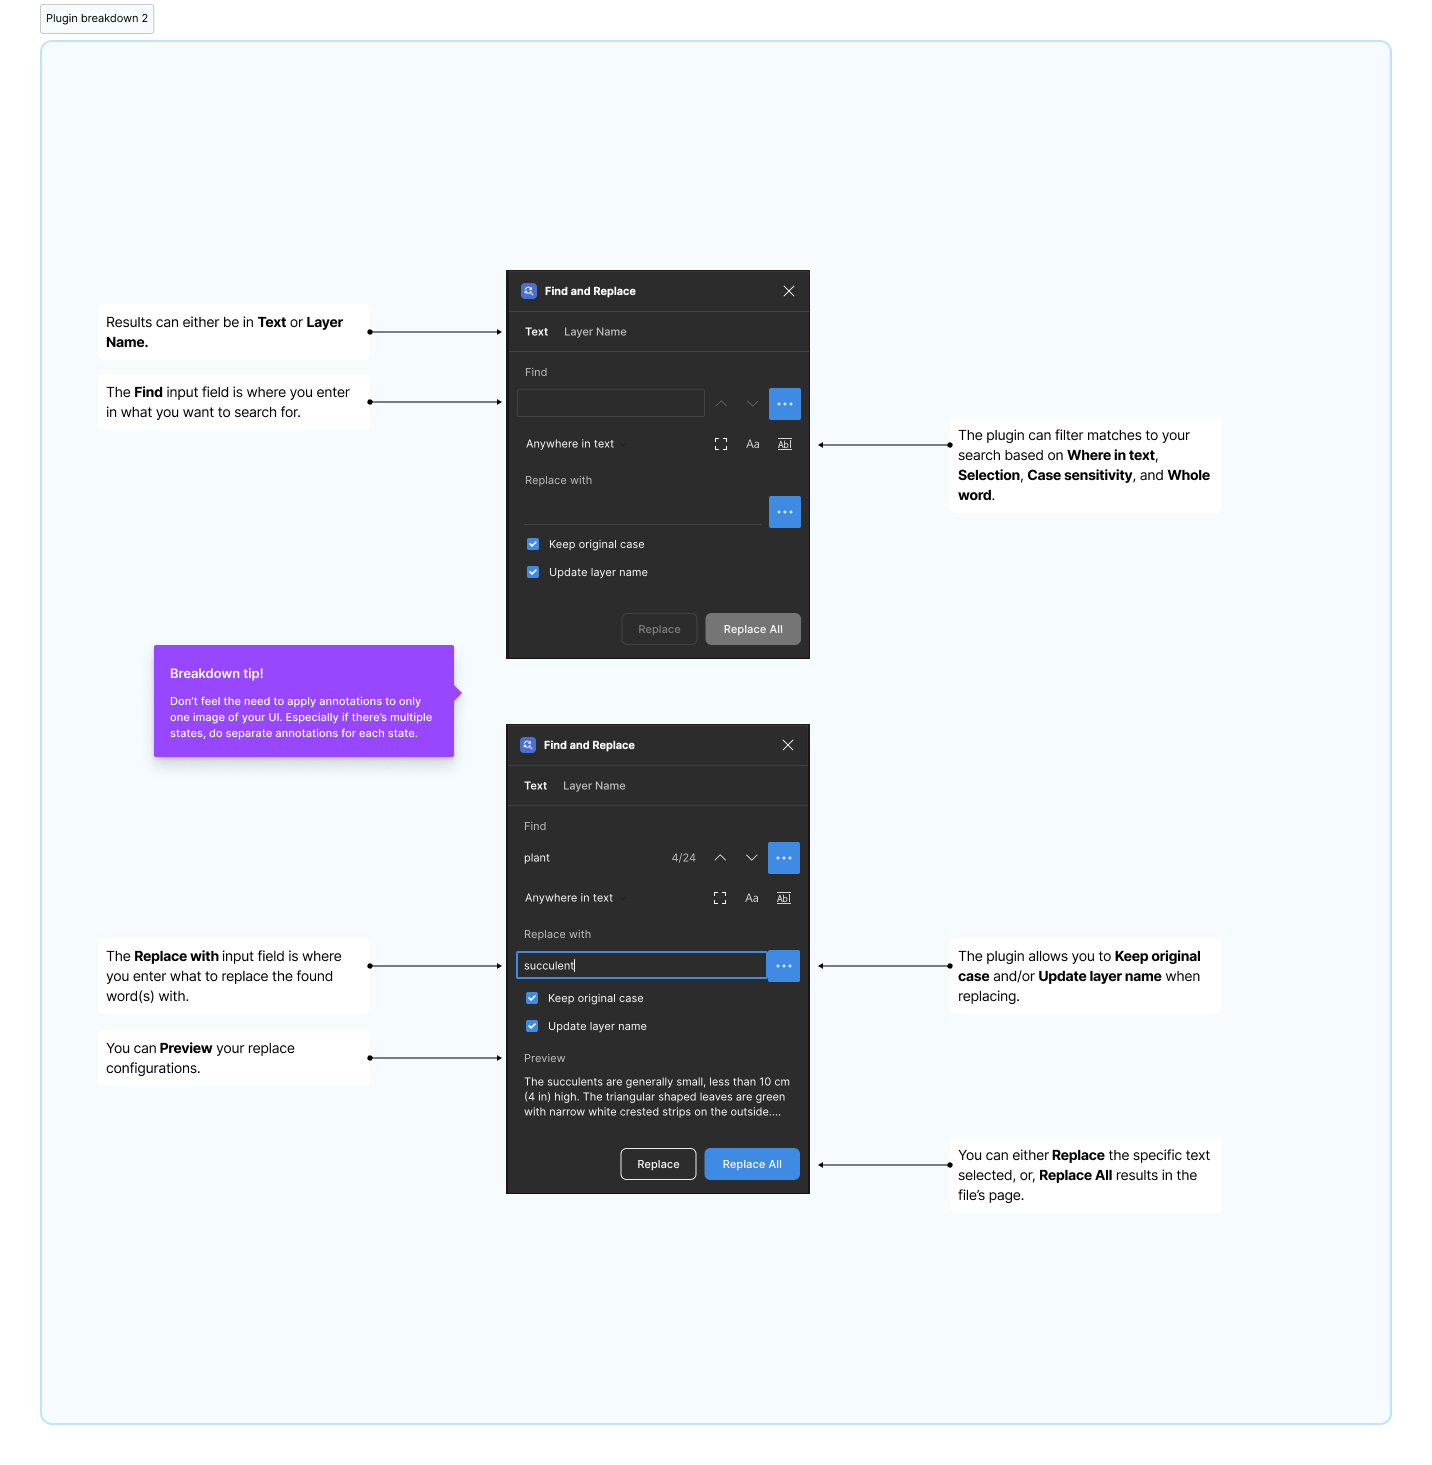 Plugin breakdown 2
Find and Replace
Text Layer Name
Find
Anywhere in text Aa Ab
Replace with
Keep original case
Update layer name
Replace Replace All
Results can either be in Text or Layer
Name.
The Find input field is where you enter
in what you want to search for.
The plugin can filter matches to your
search based on Where in text,
Selection, Case sensitivity, and Whole
word.
Breakdown tip!
Don't feel the need to apply annotations to only
one image of your UI. Especially if there's multiple
states, do separate annotations for each state.
Find and Replace
Text Layer Name
Find
plant 4/24
Anywhere in text Aa Ab
Replace with
succulent
Keep original case
Update layer name
Preview
The succulents are generally small, less than 10 cm
(4 in) high. The triangular shaped leaves are green
with narrow white crested strips on the outside....
Replace Replace All
The Replace with input field is where
you enter what to replace the found
word(s) with.
You can Preview your replace
configurations.
The plugin allows you to Keep original
case and/or Update layer name when
replacing.
You can either Replace the specific text
selected, or, Replace All results in the
file's page.